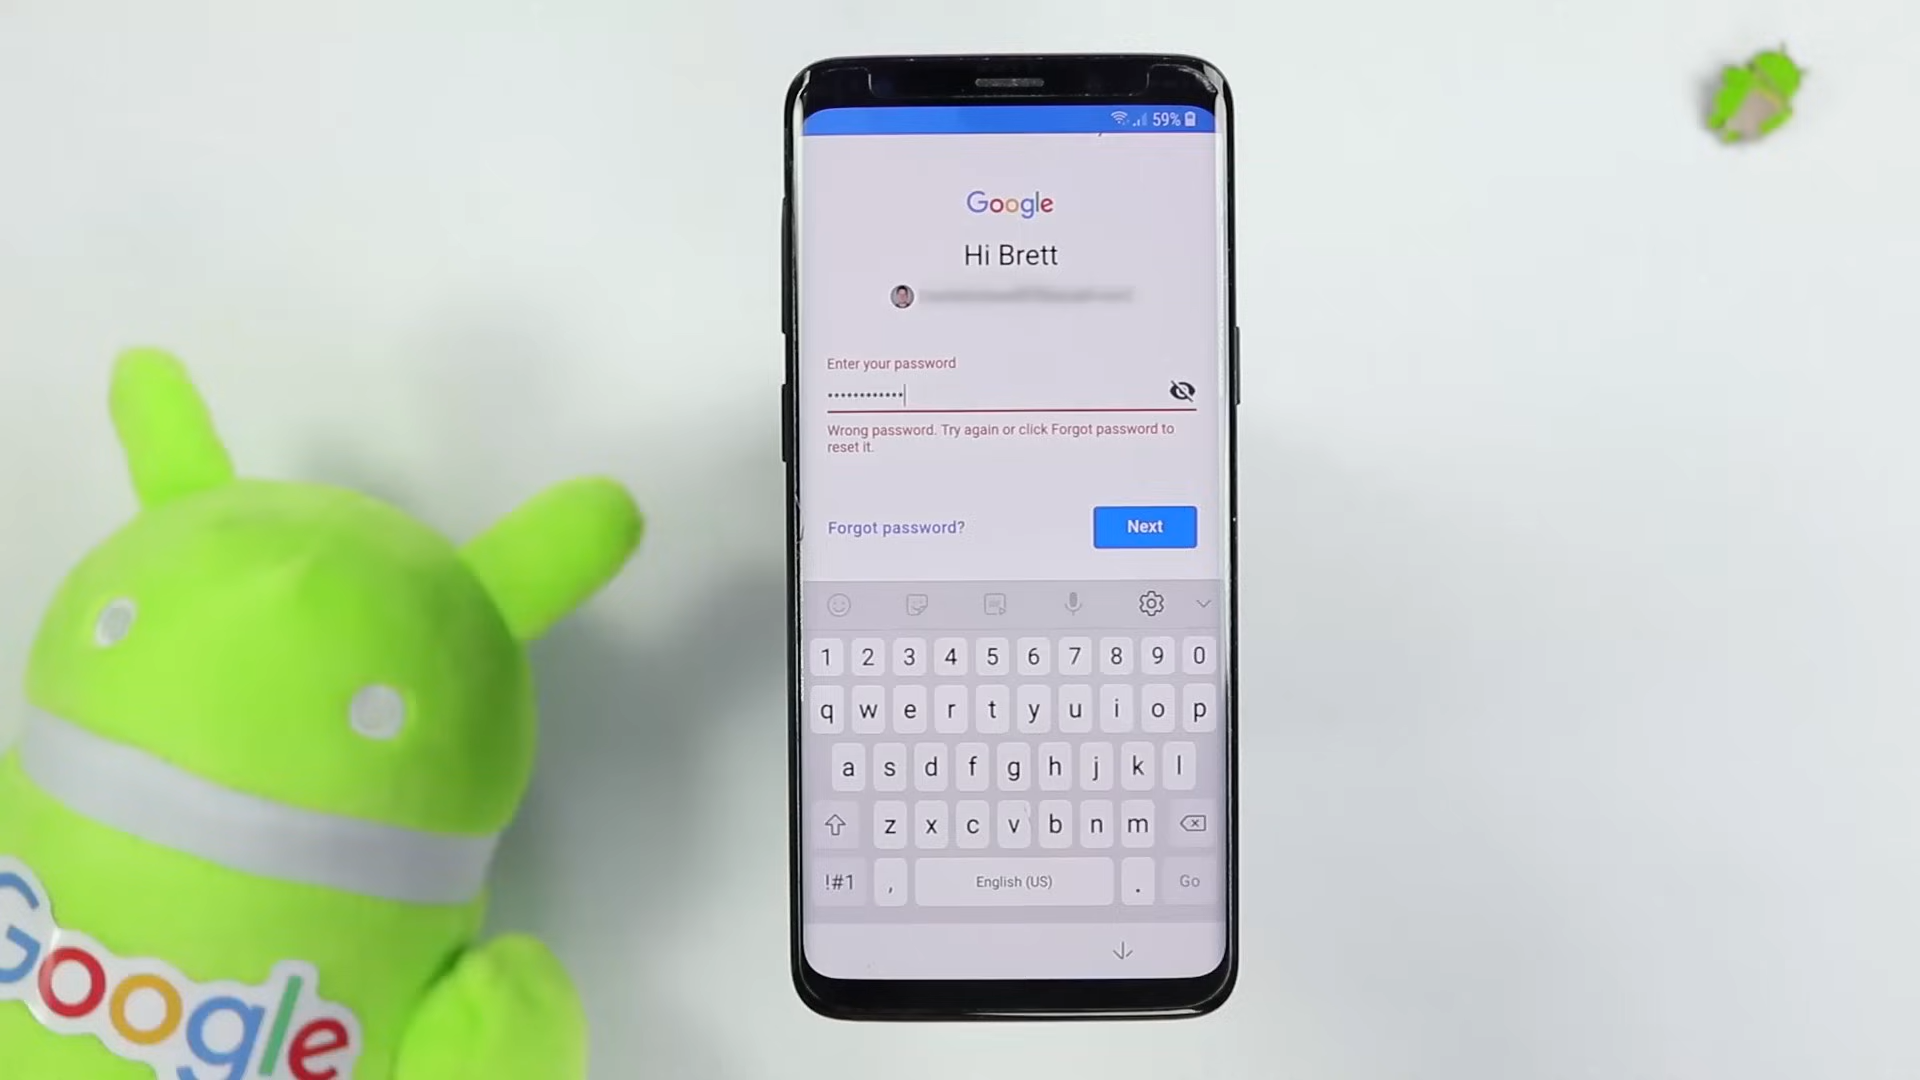 59%
Google
Hi Brett
Enter your password
••••••••••••
Wrong password. Try again or click Forgot password to
reset it.
Forgot password?
Next
1 2 3 4 5 6 7 8 9 0
q w e r t y u i o p
a s d f g h j k l
z x c v b n m
!#1 , English (US) . Go
Google